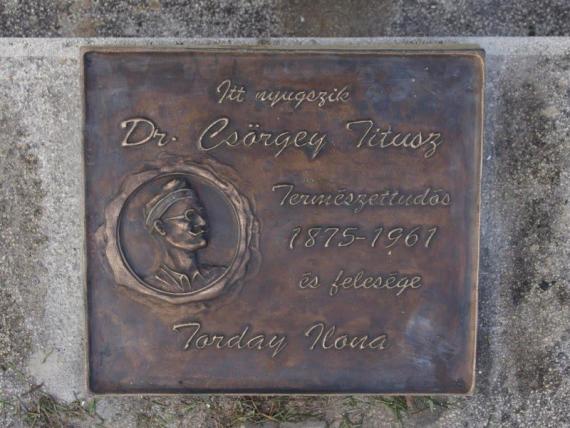 Itt nyugszik
Dr. Csörgey Titusz
Természettudós
1875-1961
és felesége
Torday Ilona